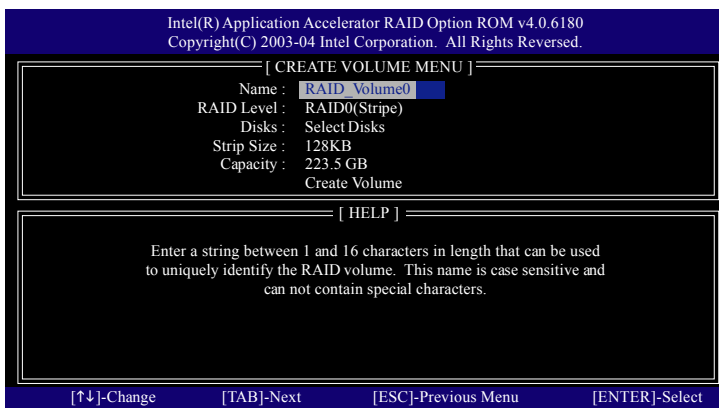 Intel(R) Application Accelerator RAID Option ROM v4.0.6180
Copyright(C) 2003-04 Intel Corporation. All Rights Reversed.
[ CREATE VOLUME MENU ]
Name : RAID_Volume0
RAID Level : RAID0(Stripe)
Disks : Select Disks
Strip Size : 128KB
Capacity : 223.5 GB
Create Volume
[ HELP ]
Enter a string between 1 and 16 characters in length that can be used
to uniquely identify the RAID volume. This name is case sensitive and
can not contain special characters.
[↑↓]-Change [TAB]-Next [ESC]-Previous Menu [ENTER]-Select